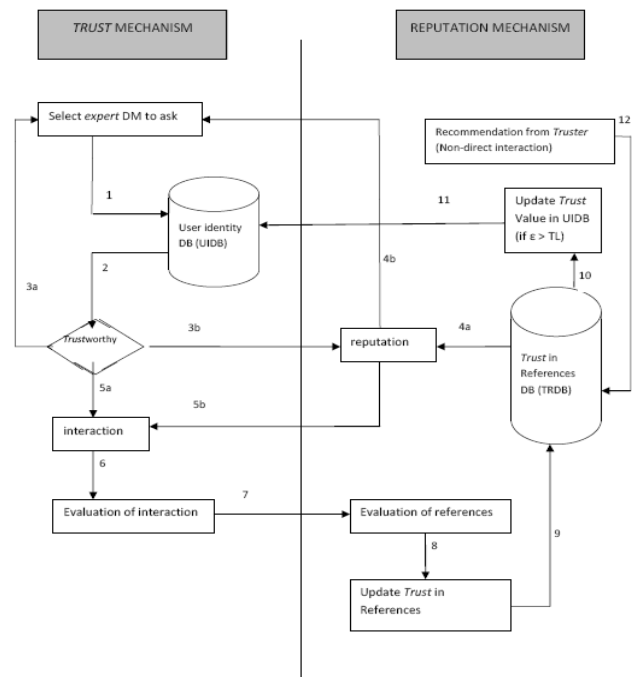 TRUST MECHANISM
REPUTATION MECHANISM
Select expert DM to ask
12
Recommendation from Truster
(Non-direct interaction)
1
11
Update Trust
Value in UIDB
(if ε > TL)
User identity
DB (UIDB)
2
4b
10
3a
3b
4a
Trustworthy
reputation
Trust in
References
DB (TRDB)
5a
5b
interaction
6
7
Evaluation of interaction
Evaluation of references
9
8
Update Trust in
References